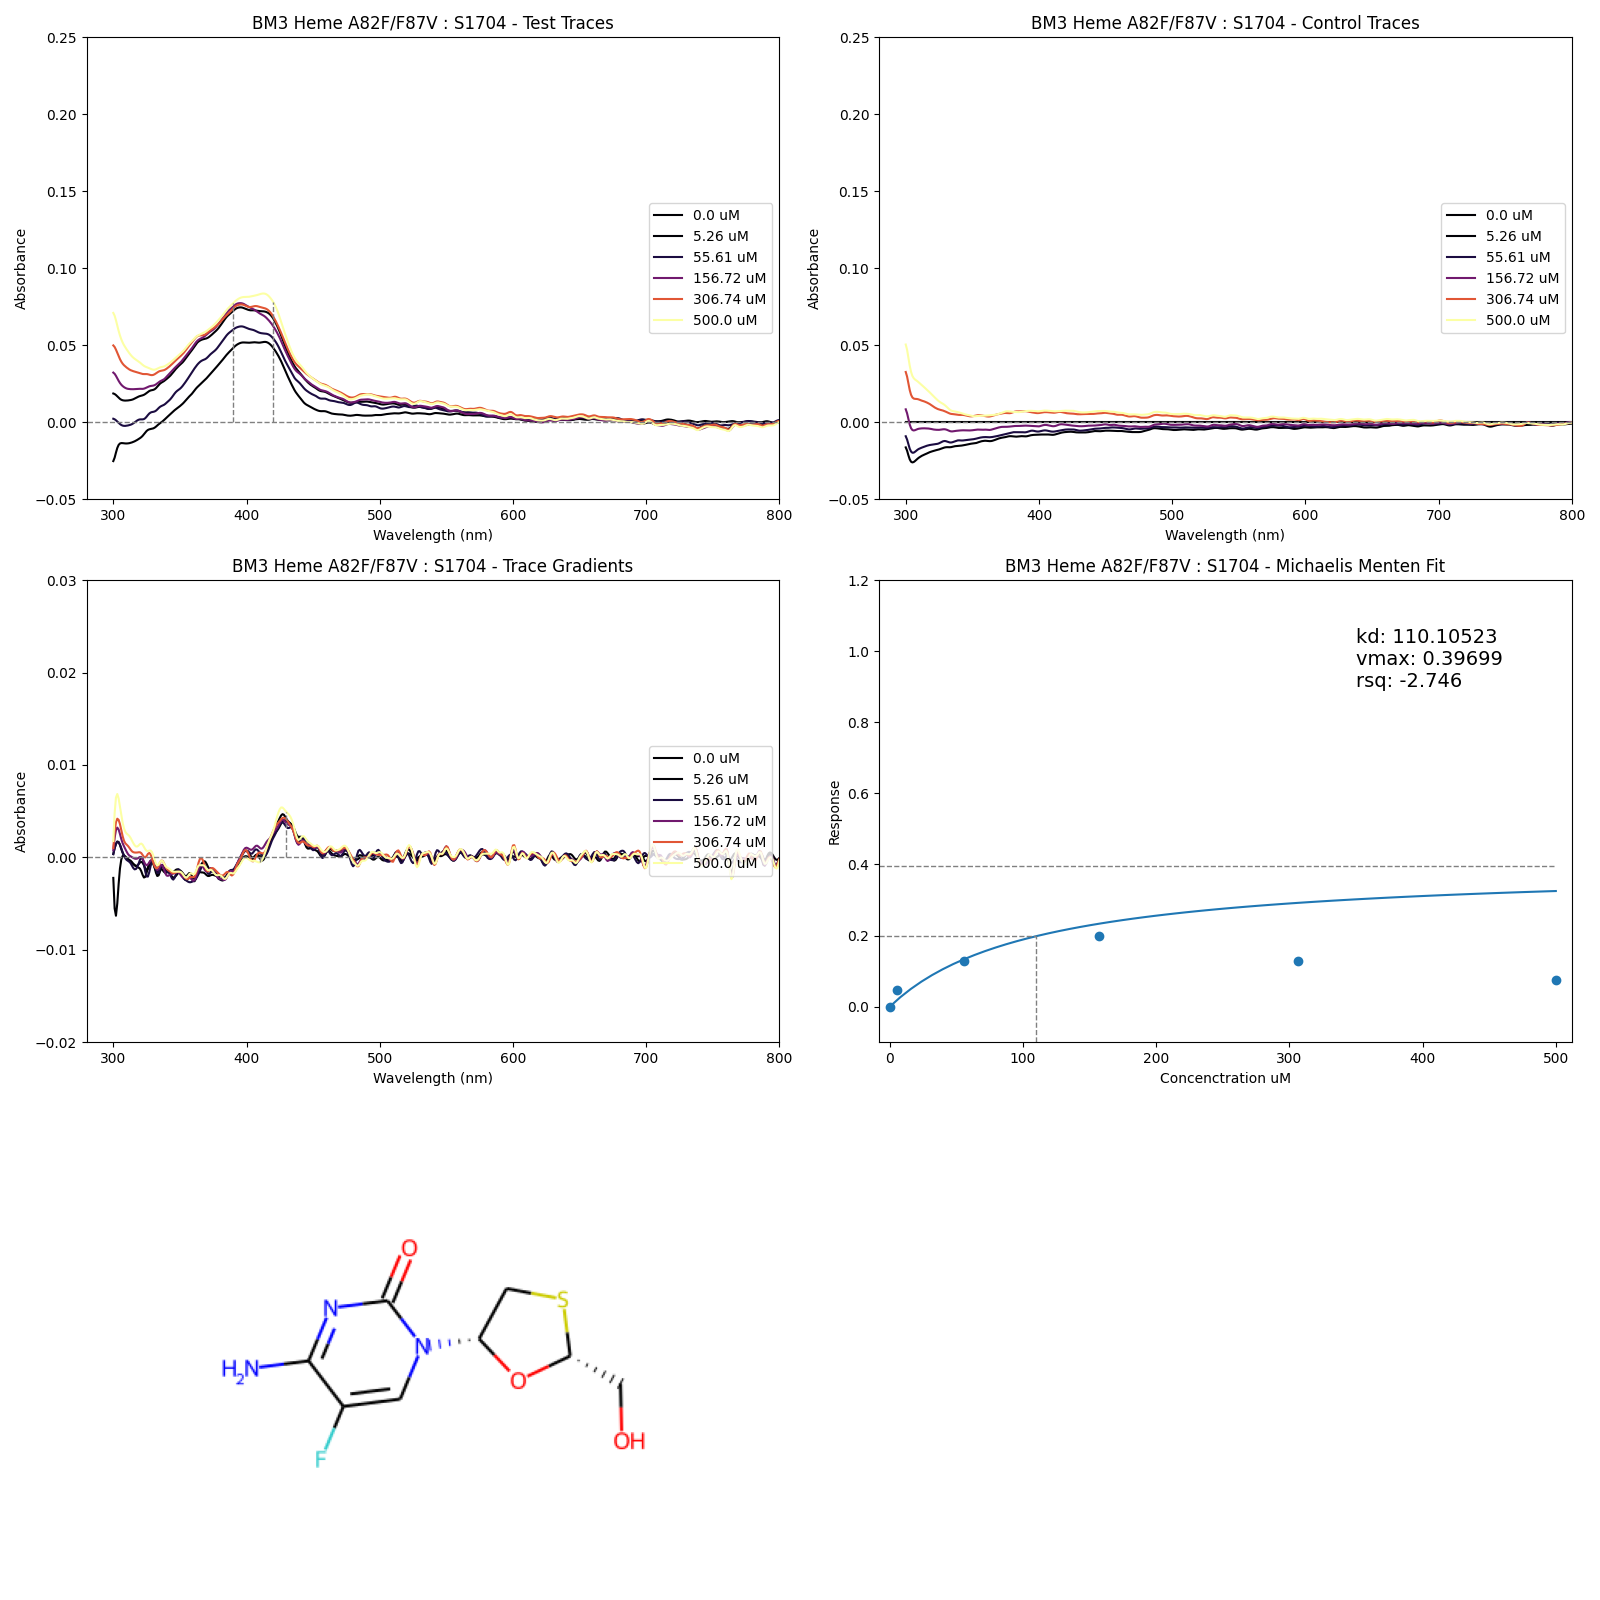 BM3 Heme A82F/F87V : S1704 - Test Traces
0.25
0.20
0.15
0.10
0.05
0.00
−0.05
Absorbance
300 400 500 600 700 800
Wavelength (nm)
0.0 uM
5.26 uM
55.61 uM
156.72 uM
306.74 uM
500.0 uM
BM3 Heme A82F/F87V : S1704 - Control Traces
0.25
0.20
0.15
0.10
0.05
0.00
−0.05
Absorbance
300 400 500 600 700 800
Wavelength (nm)
0.0 uM
5.26 uM
55.61 uM
156.72 uM
306.74 uM
500.0 uM
BM3 Heme A82F/F87V : S1704 - Trace Gradients
0.03
0.02
0.01
0.00
−0.01
−0.02
Absorbance
300 400 500 600 700 800
Wavelength (nm)
0.0 uM
5.26 uM
55.61 uM
156.72 uM
306.74 uM
500.0 uM
BM3 Heme A82F/F87V : S1704 - Michaelis Menten Fit
1.2
1.0
0.8
0.6
0.4
0.2
0.0
Response
0 100 200 300 400 500
Concenctration uM
kd: 110.10523
vmax: 0.39699
rsq: -2.746
O
N
S
N
H2N
O
OH
F